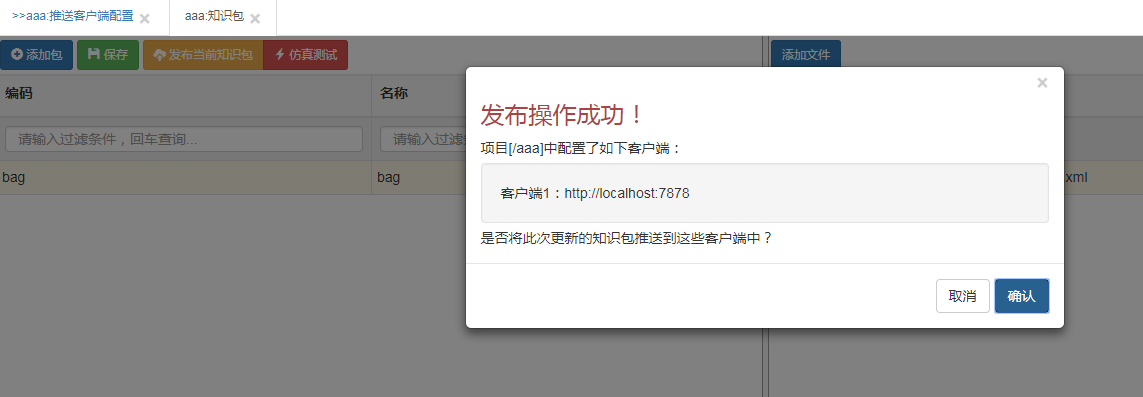 >>aaa:推送客户端配置
aaa:知识包
添加包 保存 发布当前知识包 仿真测试
添加文件
编码 名称
请输入过滤条件，回车查询... 请输入过滤
bag bag
xml
发布操作成功！
项目[/aaa]中配置了如下客户端：
客户端1：http://localhost:7878
是否将此次更新的知识包推送到这些客户端中？
取消 确认